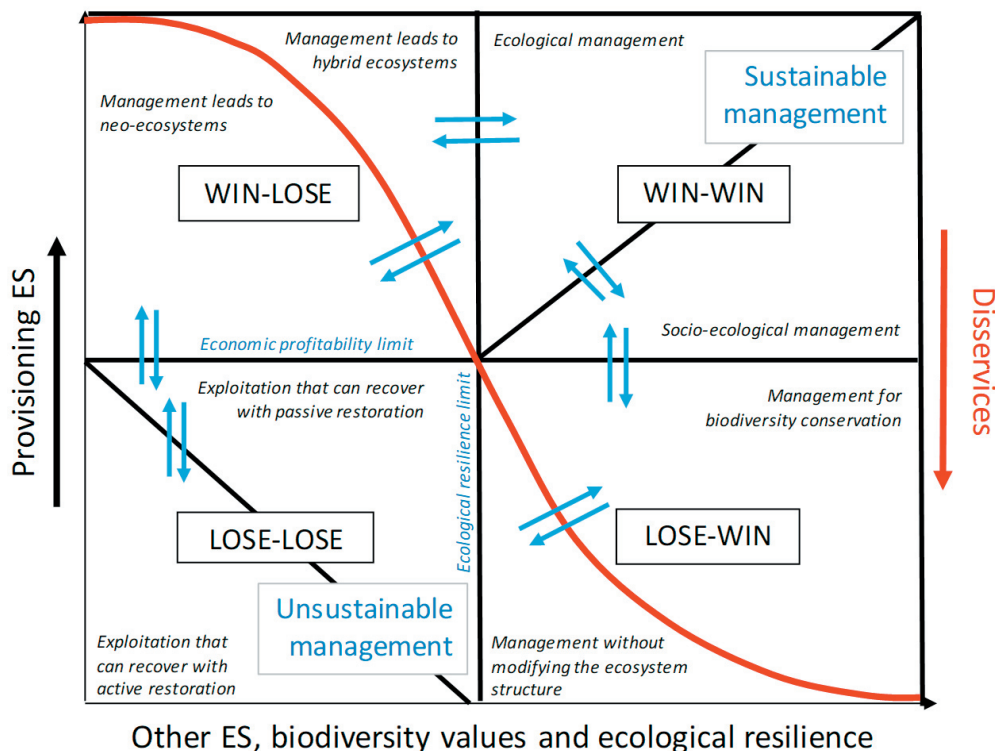 Management leads to
hybrid ecosystems
Ecological management
Sustainable
management
Management leads to
neo-ecosystems
WIN-LOSE
WIN-WIN
Provisioning ES
Disservices
Economic profitability limit
Socio-ecological management
Exploitation that can recover
with passive restoration
Ecological resilience limit
Management for
biodiversity conservation
LOSE-LOSE
LOSE-WIN
Unsustainable
management
Exploitation that
can recover with
active restoration
Management without
modifying the ecosystem
structure
Other ES, biodiversity values and ecological resilience